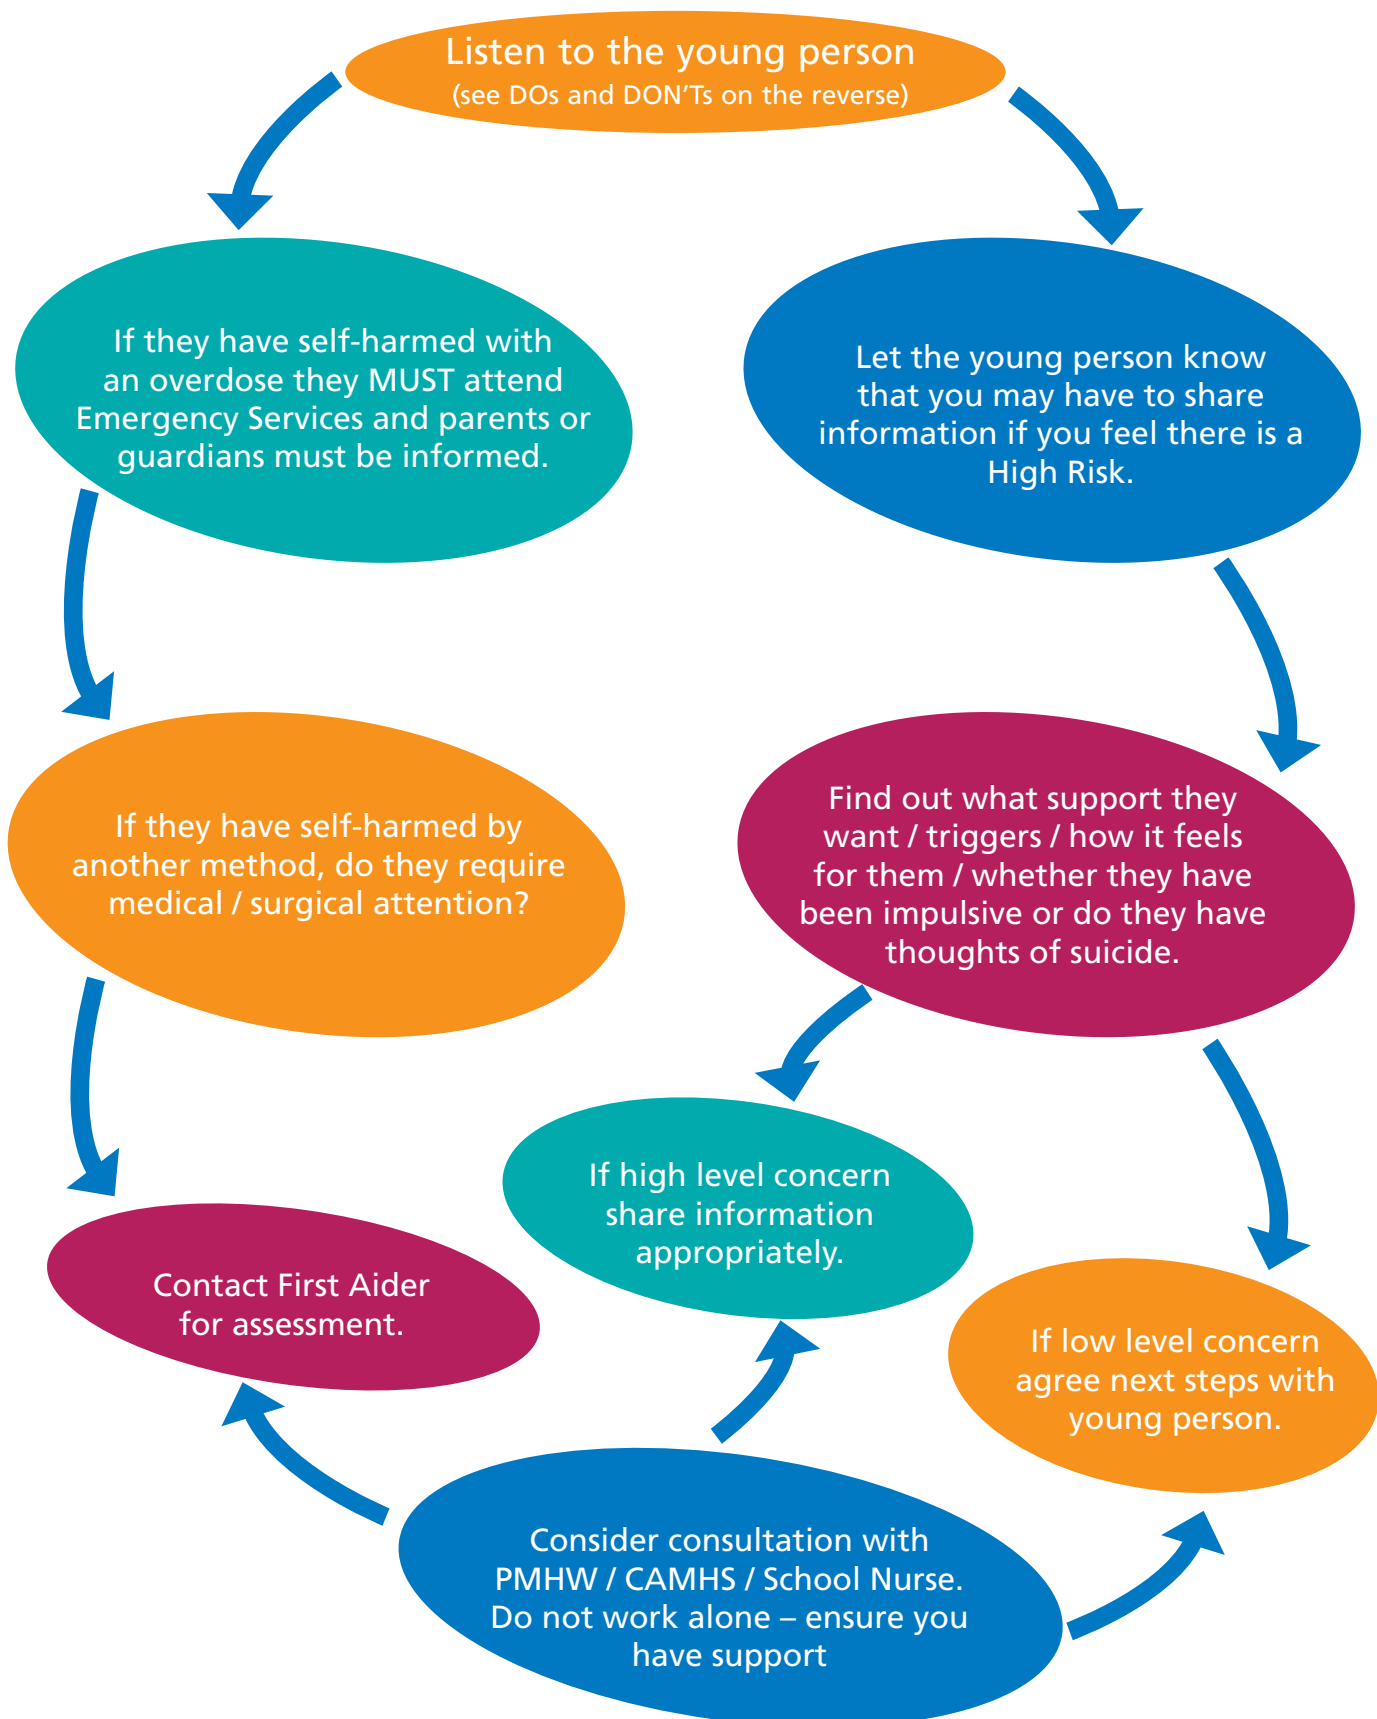 Listen to the young person
(see DOs and DON'Ts on the reverse)
If they have self-harmed with
an overdose they MUST attend
Emergency Services and parents or
guardians must be informed.
Let the young person know
that you may have to share
information if you feel there is a
High Risk.
If they have self-harmed by
another method, do they require
medical / surgical attention?
Find out what support they
want / triggers / how it feels
for them / whether they have
been impulsive or do they have
thoughts of suicide.
If high level concern
share information
appropriately.
Contact First Aider
for assessment.
If low level concern
agree next steps with
young person.
Consider consultation with
PMHW / CAMHS / School Nurse.
Do not work alone – ensure you
have support